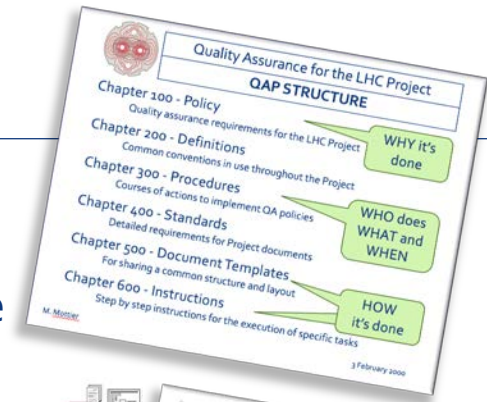 Quality Assurance for the LHC Project
QAP STRUCTURE
Chapter 100 - Policy
Quality assurance requirements for the LHC Project
WHY it's
done
Chapter 200 - Definitions
Common conventions in use throughout the Project
Chapter 300 - Procedures
Courses of actions to implement QA policies
WHO does
WHAT and
WHEN
Chapter 400 - Standards
Detailed requirements for Project documents
Chapter 500 - Document Templates
For sharing a common structure and layout
Chapter 600 - Instructions
Step by step instructions for the execution of specific tasks
HOW
it's done
M. Mottier
3 February 2000
e